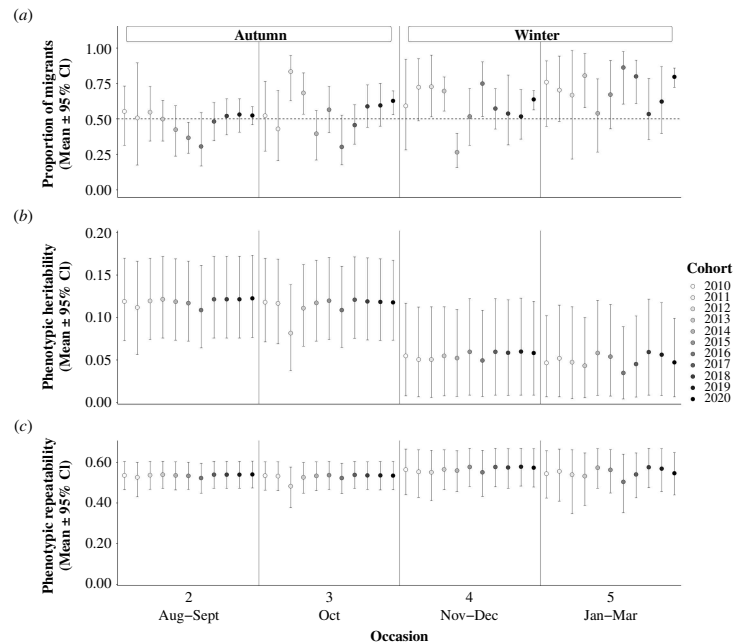 (a)
Autumn
Winter
Proportion of migrants
(Mean ± 95% CI)
1.00
0.75
0.50
0.25
0.00
(b)
Phenotypic heritability
(Mean ± 95% CI)
0.20
0.15
0.10
0.05
0.00
Cohort
2010
2011
2012
2013
2014
2015
2016
2017
2018
2019
2020
(c)
Phenotypic repeatability
(Mean ± 95% CI)
0.60
0.40
0.20
0.00
2 3 4 5
Aug–Sept Oct Nov–Dec Jan–Mar
Occasion